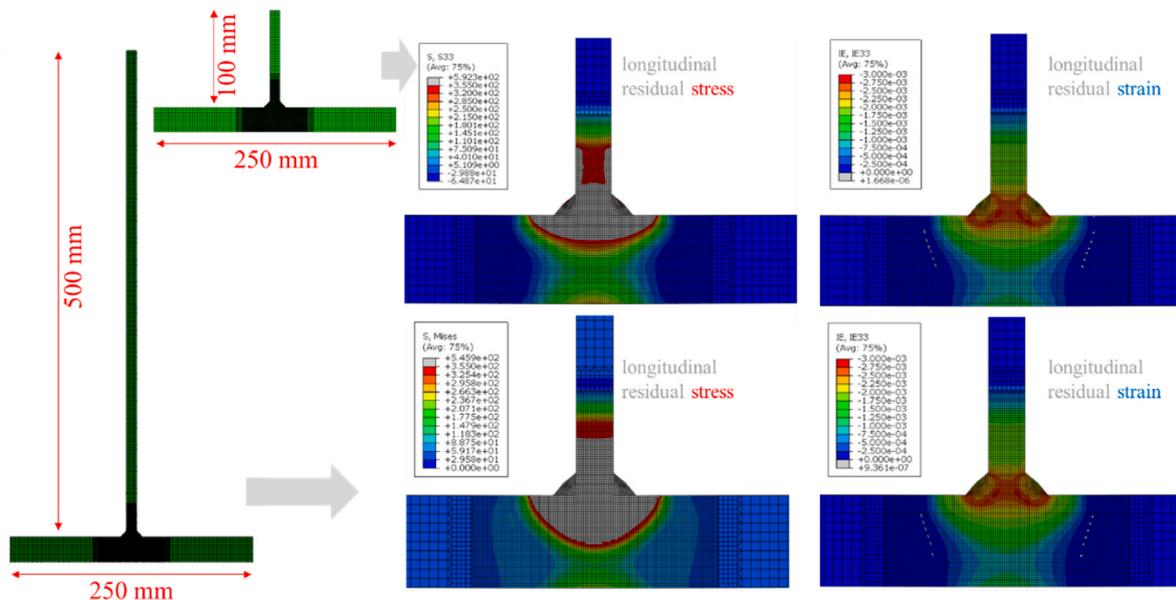 100 mm
250 mm
500 mm
250 mm
S, S33
(Avg: 75%)
+5.923e+02
+3.550e+02
+3.200e+02
+2.850e+02
+2.500e+02
+2.150e+02
+1.801e+02
+1.451e+02
+1.101e+02
+7.509e+01
+4.010e+01
+5.109e+00
-2.988e+01
-6.487e+01
longitudinal
residual stress
IE, IE33
(Avg: 75%)
-3.000e-03
-2.750e-03
-2.500e-03
-2.250e-03
-2.000e-03
-1.750e-03
-1.500e-03
-1.250e-03
-1.000e-03
-7.500e-04
-5.000e-04
-2.500e-04
+0.000e+00
+1.668e-06
longitudinal
residual strain
S, Mises
(Avg: 75%)
+5.459e+02
+3.550e+02
+3.254e+02
+2.958e+02
+2.663e+02
+2.367e+02
+2.071e+02
+1.775e+02
+1.479e+02
+1.183e+02
+8.875e+01
+5.917e+01
+2.958e+01
+0.000e+00
longitudinal
residual stress
IE, IE33
(Avg: 75%)
-3.000e-03
-2.750e-03
-2.500e-03
-2.250e-03
-2.000e-03
-1.750e-03
-1.500e-03
-1.250e-03
-1.000e-03
-7.500e-04
-5.000e-04
-2.500e-04
+0.000e+00
+9.361e-07
longitudinal
residual strain